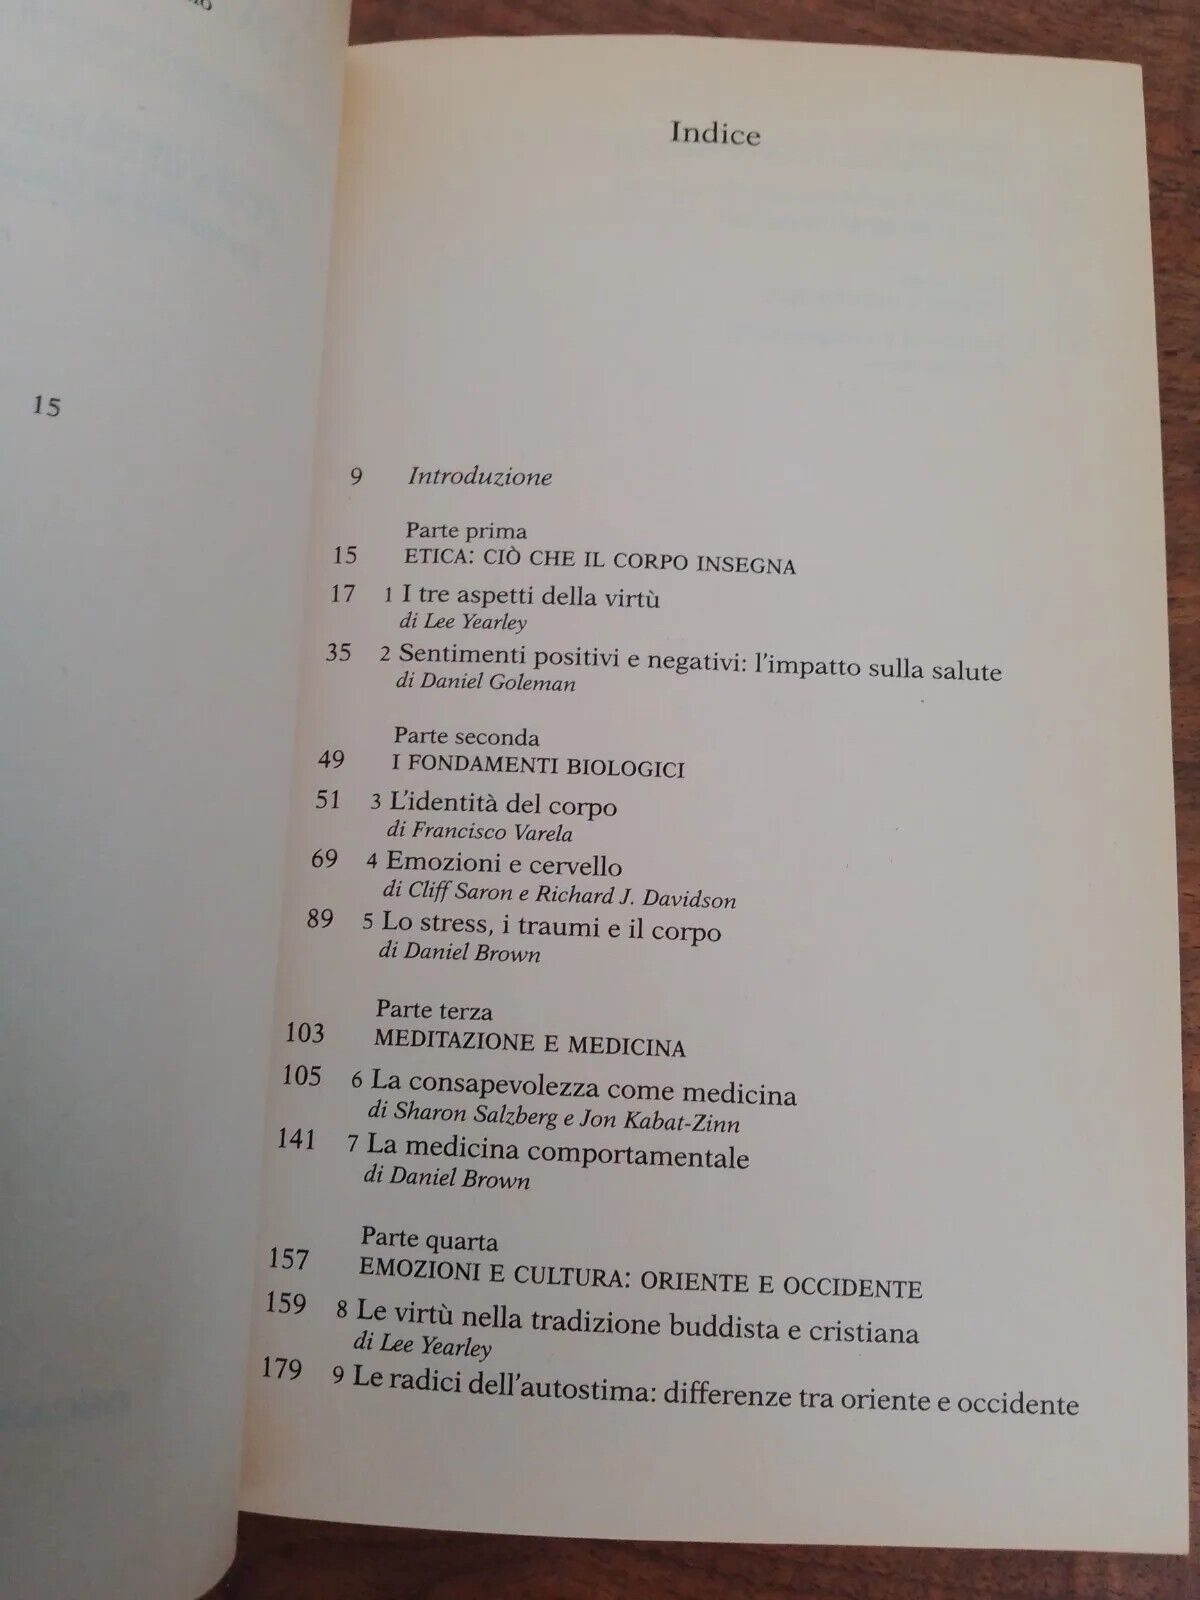 15
Indice
9 Introduzione
Parte prima
15 ETICA: CIÒ CHE IL CORPO INSEGNA
17 1 I tre aspetti della virtù
di Lee Yearley
35 2 Sentimenti positivi e negativi: l'impatto sulla salute
di Daniel Goleman
Parte seconda
49 I FONDAMENTI BIOLOGICI
51 3 L'identità del corpo
di Francisco Varela
69 4 Emozioni e cervello
di Cliff Saron e Richard J. Davidson
89 5 Lo stress, i traumi e il corpo
di Daniel Brown
Parte terza
103 MEDITAZIONE E MEDICINA
105 6 La consapevolezza come medicina
di Sharon Salzberg e Jon Kabat-Zinn
141 7 La medicina comportamentale
di Daniel Brown
Parte quarta
157 EMOZIONI E CULTURA: ORIENTE E OCCIDENTE
159 8 Le virtù nella tradizione buddista e cristiana
di Lee Yearley
179 9 Le radici dell'autostima: differenze tra oriente e occidente